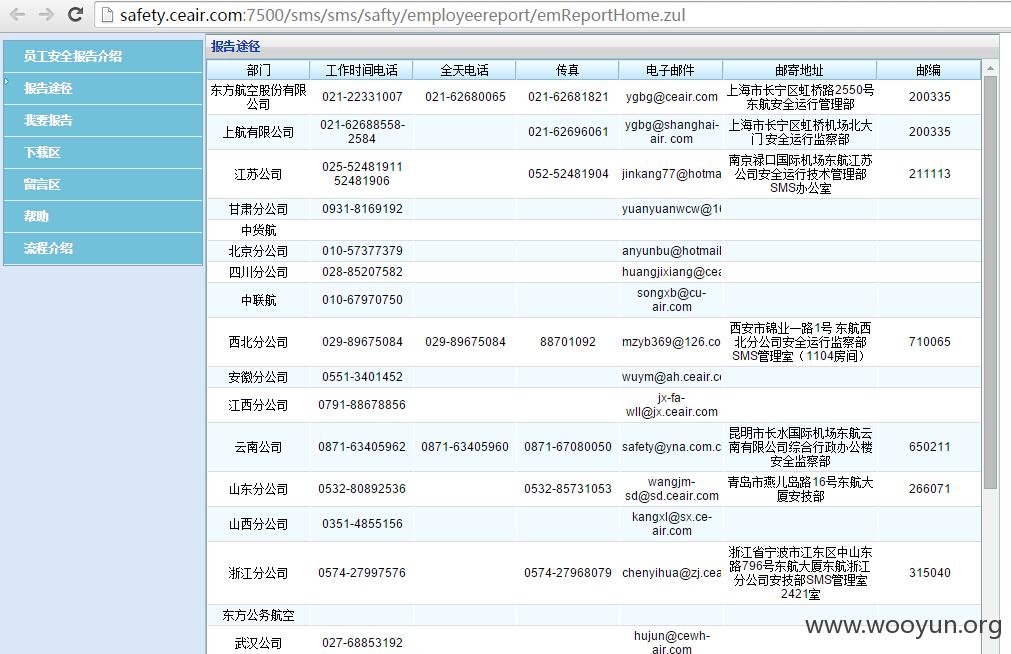 safety.ceair.com:7500/sms/sms/safty/employeereport/emReportHome.zul
员工安全报告介绍
报告途径
我要报告
下载区
留言区
帮助
流程介绍
报告途径
部门 工作时间电话 全天电话 传真 电子邮件 邮寄地址 邮编
东方航空股份有限
公司
021-22331007 021-62680065 021-62681821 ygbg@ceair.com
上海市长宁区虹桥路2550号
东航安全运行管理部
200335
上航有限公司
021-62688558-
2584
021-62696061
ygbg@shanghai-
air. com
上海市长宁区虹桥机场北大
门 安全运行监察部
200335
江苏公司
025-52481911
52481906
052-52481904 jinkang77@hotma
南京禄口国际机场东航江苏
公司安全运行技术管理部
SMS办公室
211113
甘肃分公司 0931-8169192 yuanyuanwcw@16
中货航
北京分公司 010-57377379 anyunbu@hotmail
四川分公司 028-85207582 huangjixiang@cea
中联航 010-67970750
songxb@cu-
air.com
西北分公司 029-89675084 029-89675084 88701092 mzyb369@126.co
西安市锦业一路1号 东航西
北分公司安全运行监察部
SMS管理室（1104房间）
710065
安徽分公司 0551-3401452 wuym@ah.ceair.c
江西分公司 0791-88678856
jx-fa-
wll@jx.ceair.com
云南公司 0871-63405962 0871-63405960 0871-67080050 safety@yna.com.c
昆明市长水国际机场东航云
南有限公司综合行政办公楼
安全监察部
650211
山东分公司 0532-80892536 0532-85731053
wangjm-
sd@sd.ceair.com
青岛市燕儿岛路16号东航大
厦安技部
266071
山西分公司 0351-4855156
kangxl@sx.ce-
air.com
浙江分公司 0574-27997576 0574-27968079 chenyihua@zj.cea
浙江省宁波市江东区中山东
路796号东航大厦东航浙江
分公司安技部SMS管理室
2421室
315040
东方公务航空
武汉公司 027-68853192
hujun@cewh-
air.com
www.wooyun.org